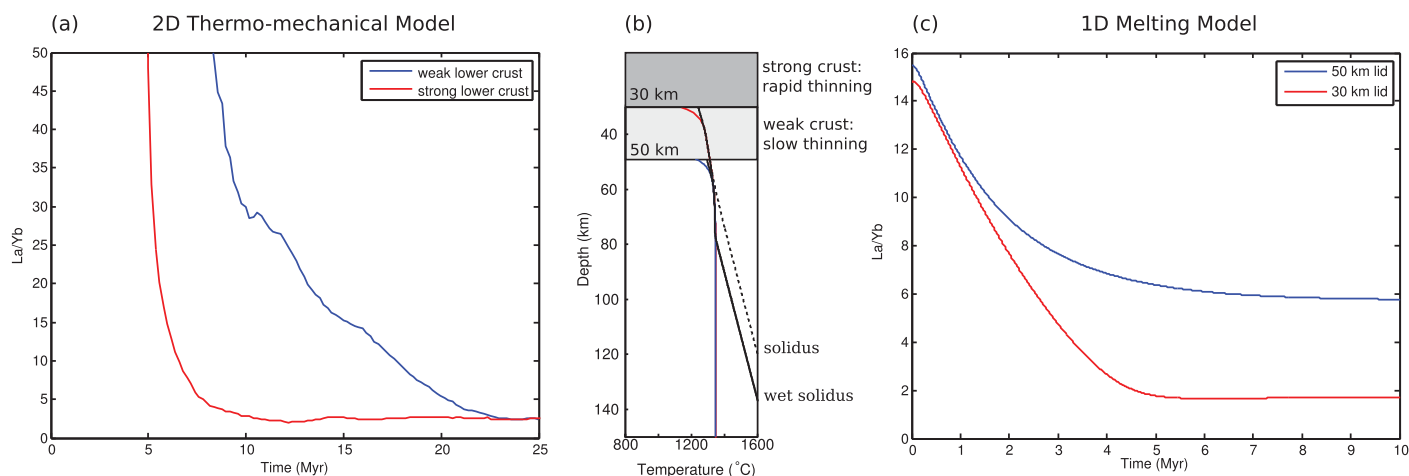 (a) 2D Thermo-mechanical Model
50
45
40
35
30
25
20
15
10
5
0
La/Yb
weak lower crust
strong lower crust
0 5 10 15 20 25
Time (Myr)
(b)
strong crust:
rapid thinning
30 km
weak crust:
slow thinning
50 km
40
60
80
100
120
140
Depth (km)
solidus
wet solidus
800 1200 1600
Temperature (°C)
(c) 1D Melting Model
16
14
12
10
8
6
4
2
0
La/Yb
50 km lid
30 km lid
0 1 2 3 4 5 6 7 8 9 10
Time (Myr)